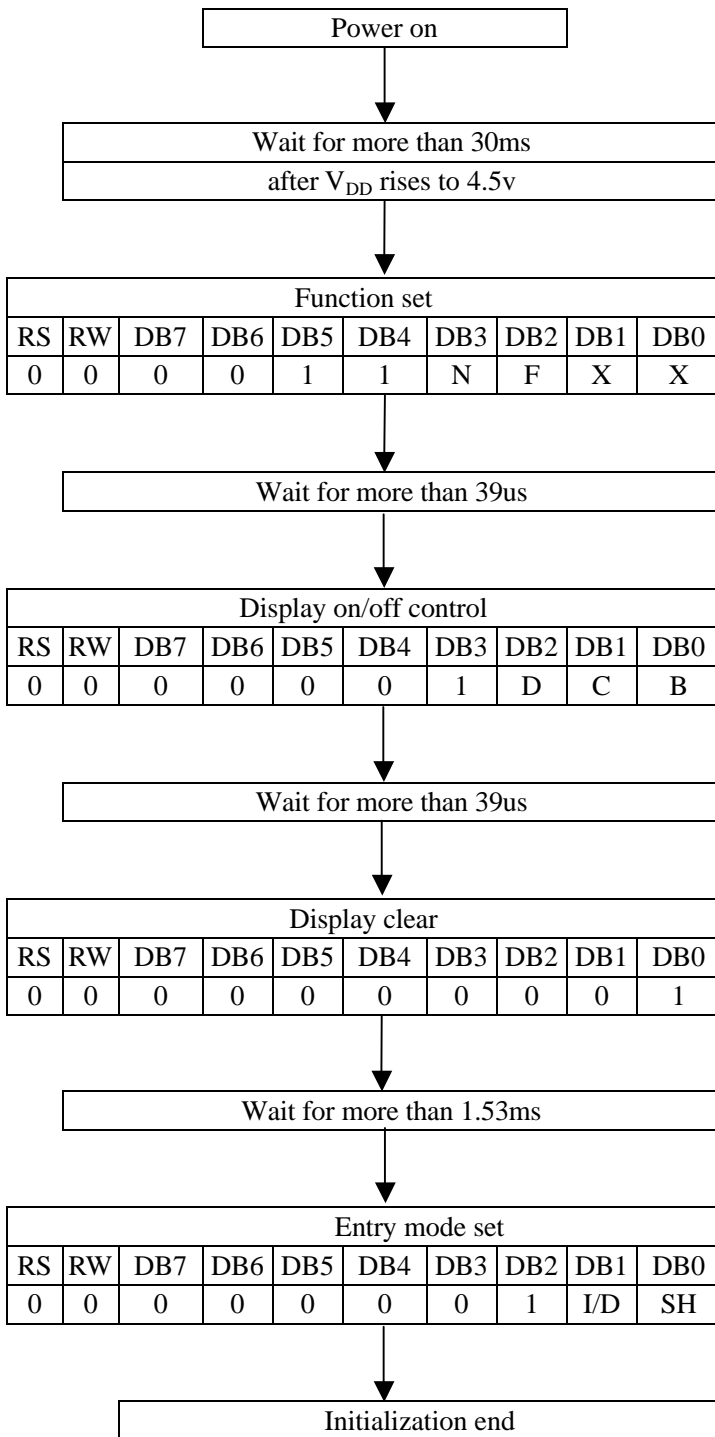 Power on
Wait for more than 30ms
after VDD rises to 4.5v
Function set
RS RW DB7 DB6 DB5 DB4 DB3 DB2 DB1 DB0
0 0 0 0 1 1 N F X X
Wait for more than 39us
Display on/off control
RS RW DB7 DB6 DB5 DB4 DB3 DB2 DB1 DB0
0 0 0 0 0 0 1 D C B
Wait for more than 39us
Display clear
RS RW DB7 DB6 DB5 DB4 DB3 DB2 DB1 DB0
0 0 0 0 0 0 0 0 0 1
Wait for more than 1.53ms
Entry mode set
RS RW DB7 DB6 DB5 DB4 DB3 DB2 DB1 DB0
0 0 0 0 0 0 0 1 I/D SH
Initialization end